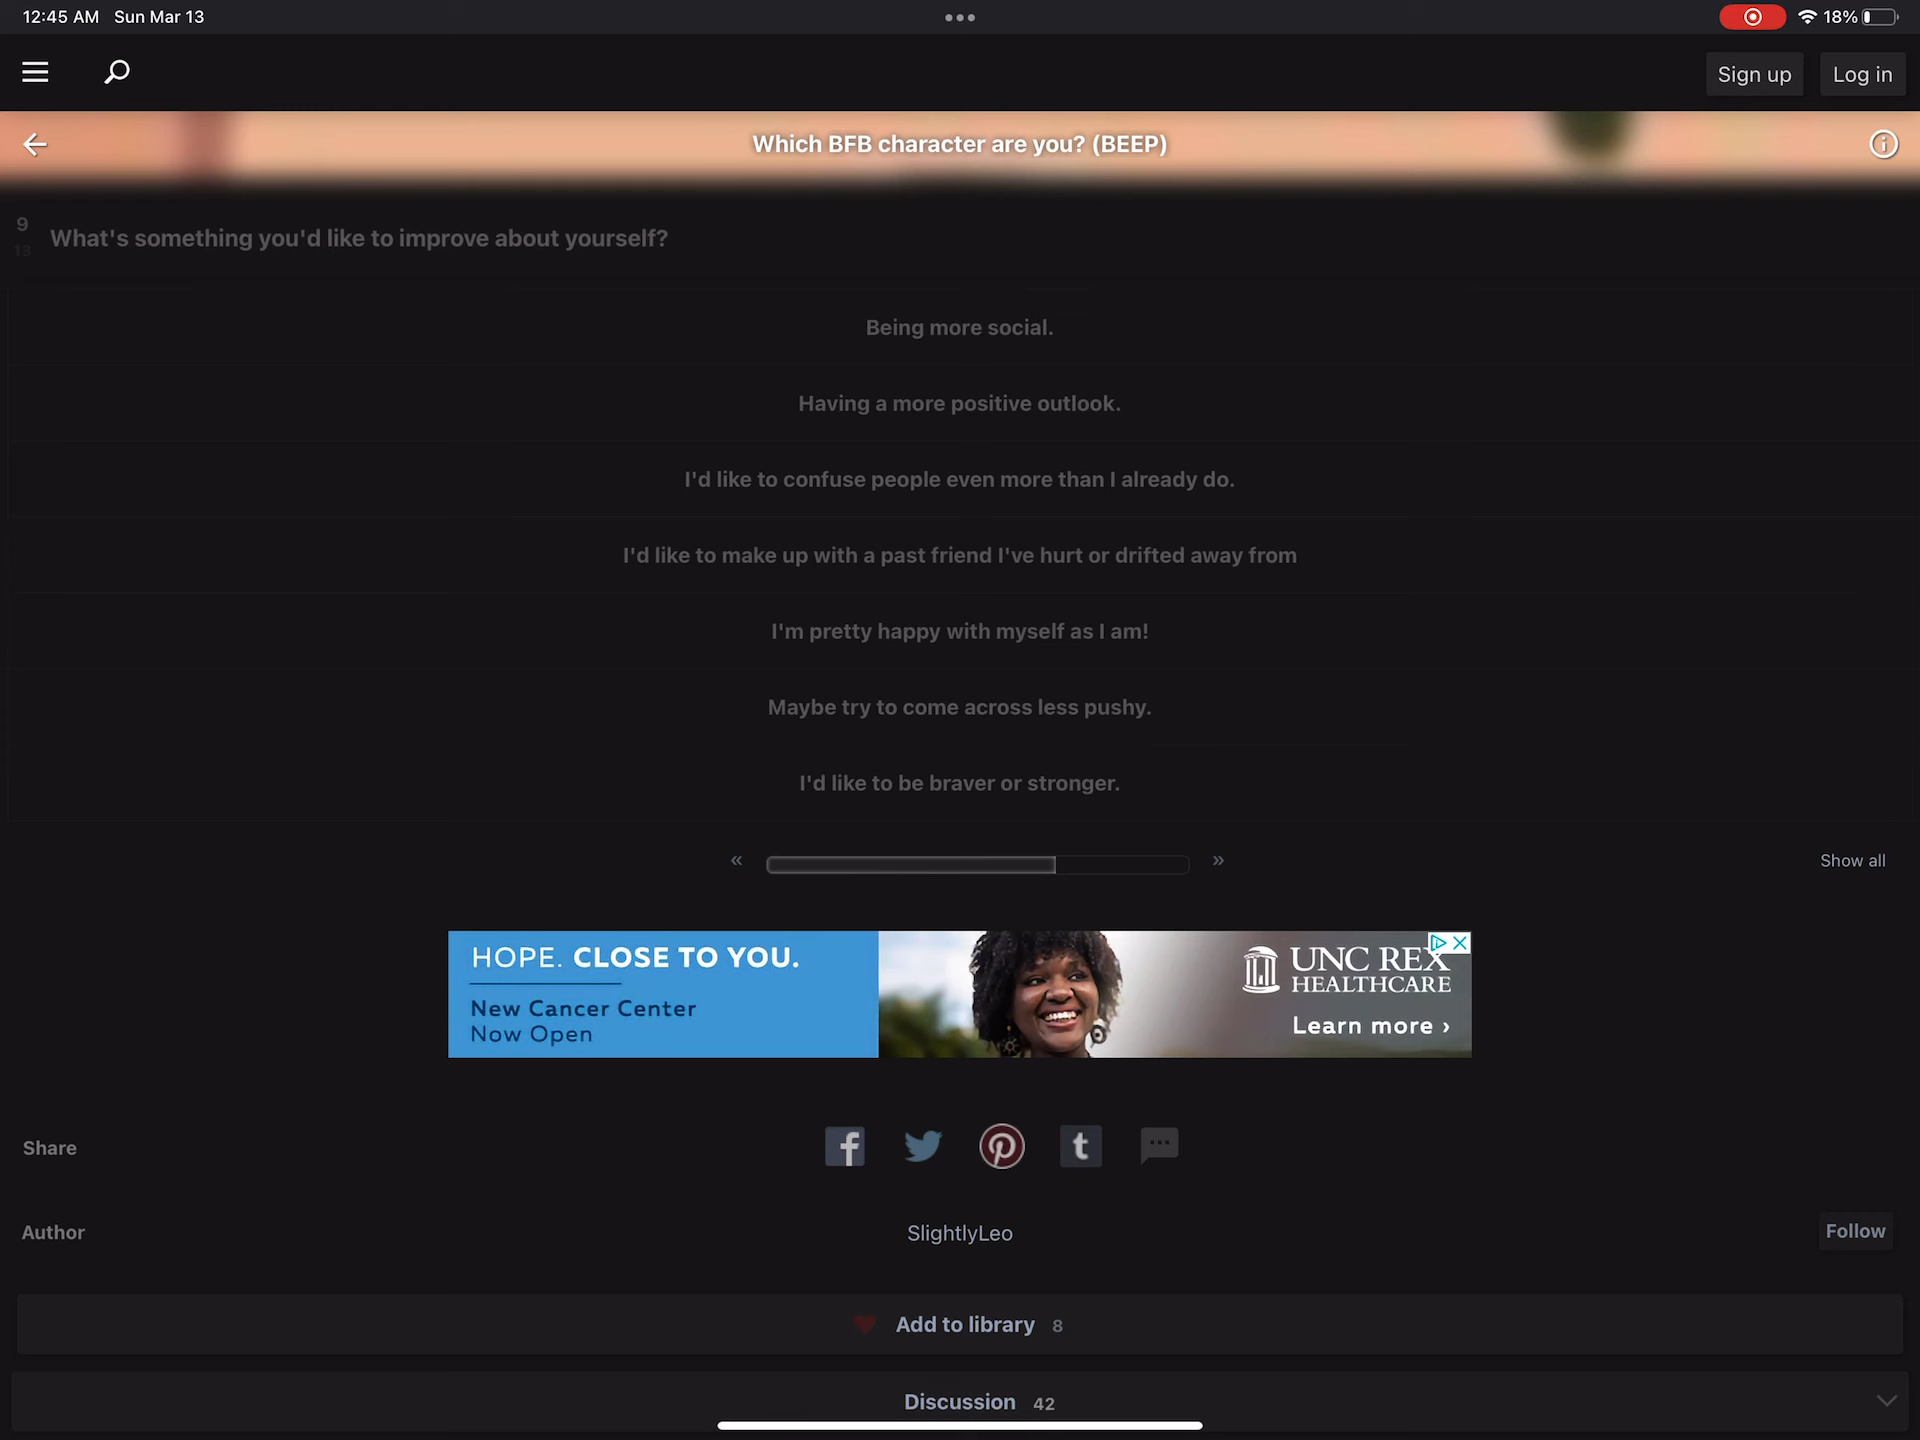 12:45 AM Sun Mar 13
18%
Sign up
Log in
Which BFB character are you? (BEEP)
9
13
What's something you'd like to improve about yourself?
Being more social.
Having a more positive outlook.
I'd like to confuse people even more than I already do.
I'd like to make up with a past friend I've hurt or drifted away from
I'm pretty happy with myself as I am!
Maybe try to come across less pushy.
I'd like to be braver or stronger.
«
»
Show all
HOPE. CLOSE TO YOU.
New Cancer Center
Now Open
UNC REX
HEALTHCARE
Learn more ›
Share
Author
SlightlyLeo
Follow
Add to library 8
Discussion 42